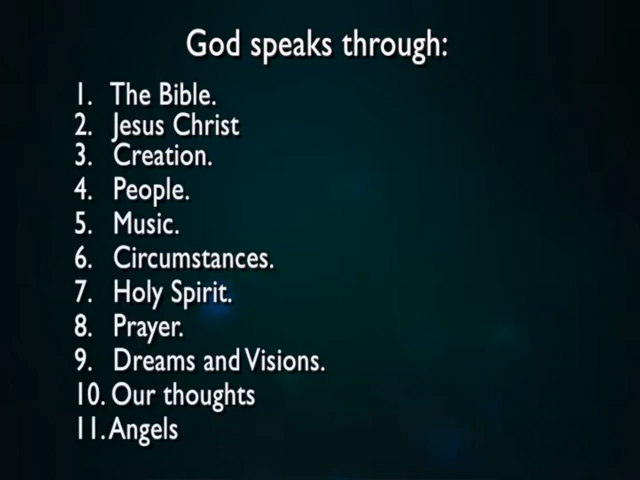 God speaks through:
1. The Bible.
2. Jesus Christ
3. Creation.
4. People.
5. Music.
6. Circumstances.
7. Holy Spirit.
8. Prayer.
9. Dreams and Visions.
10. Our thoughts
11. Angels